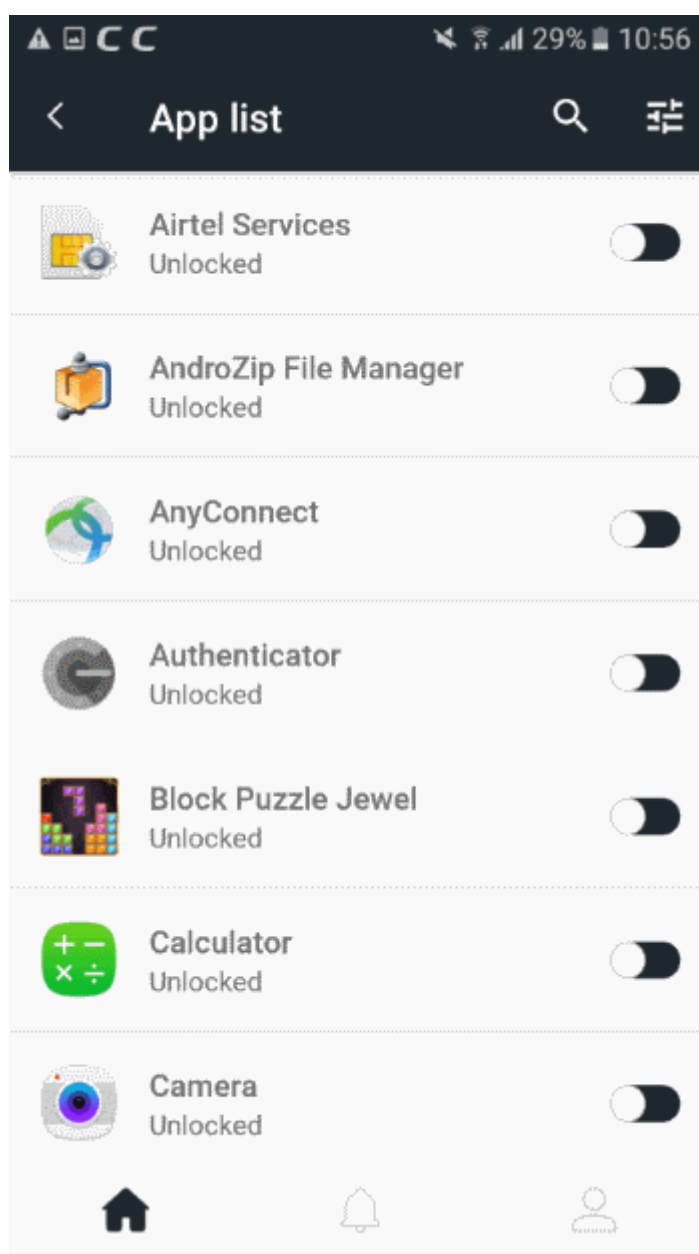 C C 29% 10:56
App list
Airtel Services
Unlocked
AndroZip File Manager
Unlocked
AnyConnect
Unlocked
Authenticator
Unlocked
Block Puzzle Jewel
Unlocked
Calculator
Unlocked
Camera
Unlocked